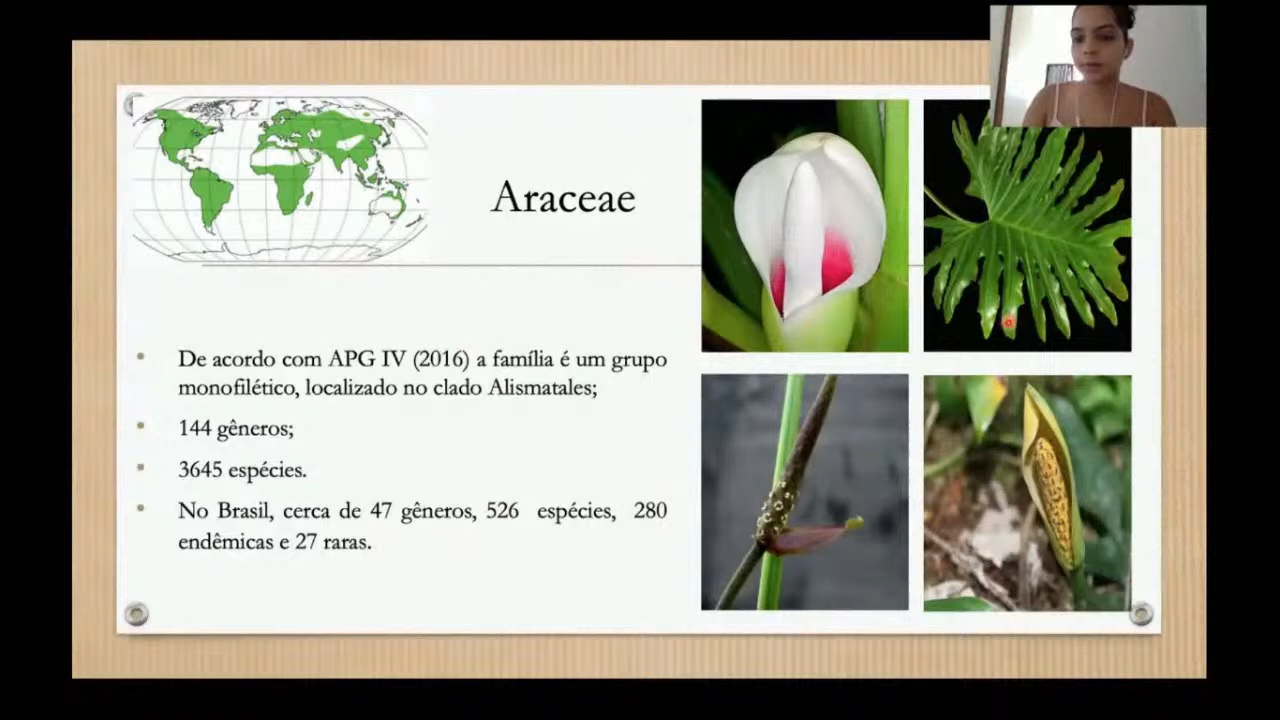 Araceae
De acordo com APG IV (2016) a família é um grupo
monofilético, localizado no clado Alismatales;
144 gêneros;
3645 espécies.
No Brasil, cerca de 47 gêneros, 526 espécies, 280
endêmicas e 27 raras.